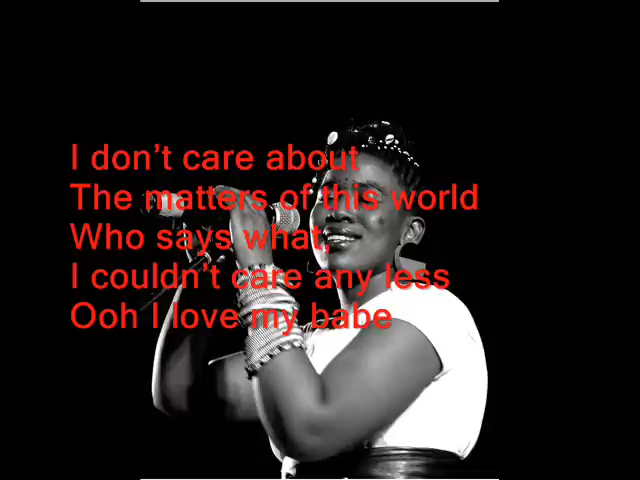 I don't care about
The matters of this world
Who says what,
I couldn't care any less
Ooh I love my babe